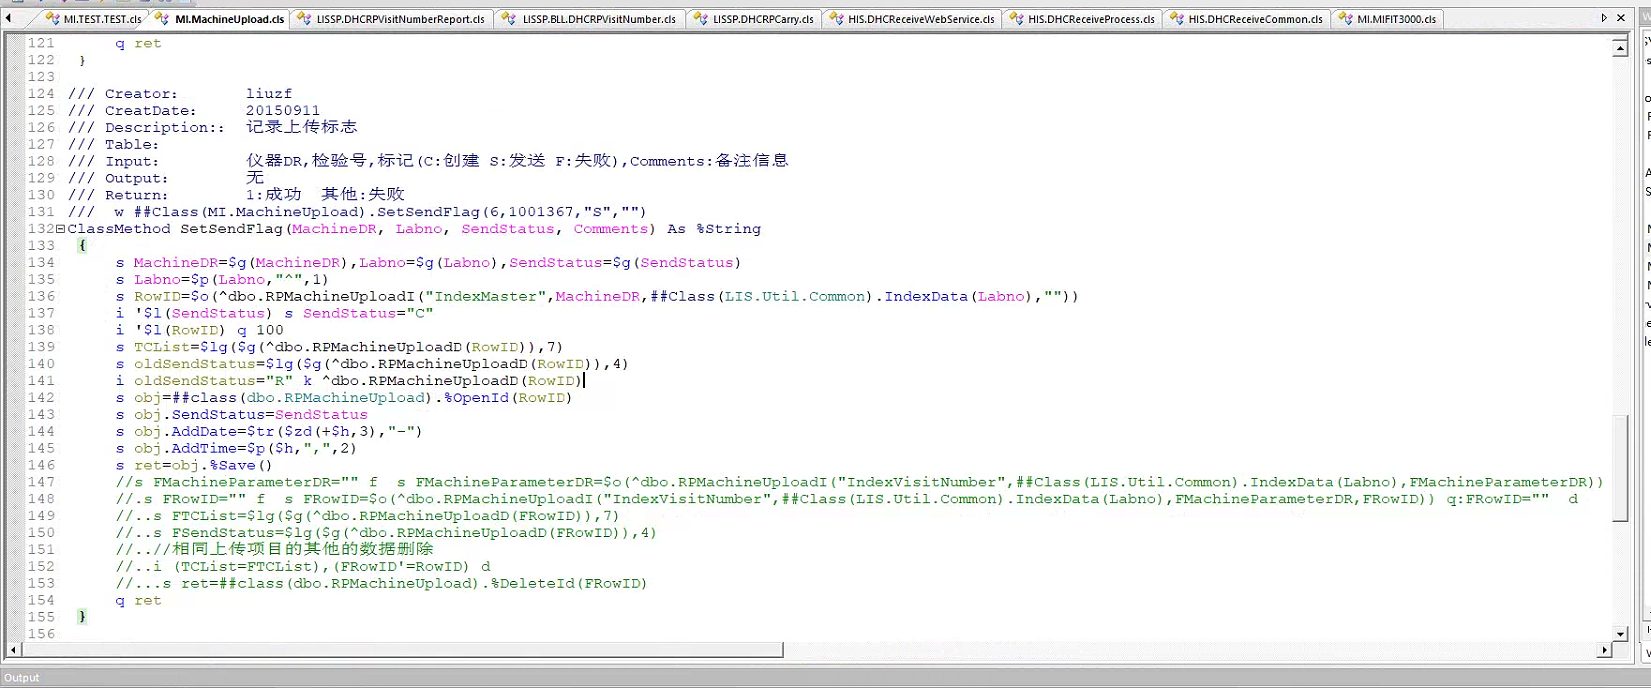 MI.TEST.TEST.cls MI.MachineUpload.cls LISSP.DHCRPVisitNumberReport.cls LISSP.BLL.DHCRPVisitNumber.cls LISSP.DHCRPCarry.cls HIS.DHCReceiveWebService.cls HIS.DHCReceiveProcess.cls HIS.DHCReceiveCommon.cls MI.MIFIT3000.cls
121 q ret
122 }
123
124 /// Creator: liuzf
125 /// CreatDate: 20150911
126 /// Description:: 记录上传标志
127 /// Table:
128 /// Input: 仪器DR,检验号,标记(C:创建 S:发送 F:失败),Comments:备注信息
129 /// Output: 无
130 /// Return: 1:成功 其他:失败
131 /// w ##Class(MI.MachineUpload).SetSendFlag(6,1001367,"S","")
132 ClassMethod SetSendFlag(MachineDR, Labno, SendStatus, Comments) As %String
133 {
134 s MachineDR=$g(MachineDR),Labno=$g(Labno),SendStatus=$g(SendStatus)
135 s Labno=$p(Labno,"^",1)
136 s RowID=$o(^dbo.RPMachineUploadI("IndexMaster",MachineDR,##Class(LIS.Util.Common).IndexData(Labno),""))
137 i '$l(SendStatus) s SendStatus="C"
138 i '$l(RowID) q 100
139 s TCList=$lg($g(^dbo.RPMachineUploadD(RowID)),7)
140 s oldSendStatus=$lg($g(^dbo.RPMachineUploadD(RowID)),4)
141 i oldSendStatus="R" k ^dbo.RPMachineUploadD(RowID)
142 s obj=##class(dbo.RPMachineUpload).%OpenId(RowID)
143 s obj.SendStatus=SendStatus
144 s obj.AddDate=$tr($zd(+$h,3),"-")
145 s obj.AddTime=$p($h,",",2)
146 s ret=obj.%Save()
147 //s FMachineParameterDR="" f  s FMachineParameterDR=$o(^dbo.RPMachineUploadI("IndexVisitNumber",##Class(LIS.Util.Common).IndexData(Labno),FMachineParameterDR))
148 //.s FRowID="" f  s FRowID=$o(^dbo.RPMachineUploadI("IndexVisitNumber",##Class(LIS.Util.Common).IndexData(Labno),FMachineParameterDR,FRowID)) q:FRowID=""  d
149 //..s FTCList=$lg($g(^dbo.RPMachineUploadD(FRowID)),7)
150 //..s FSendStatus=$lg($g(^dbo.RPMachineUploadD(FRowID)),4)
151 //..//相同上传项目的其他的数据删除
152 //..i (TCList=FTCList),(FRowID'=RowID) d
153 //...s ret=##class(dbo.RPMachineUpload).%DeleteId(FRowID)
154 q ret
155 }
156
Output